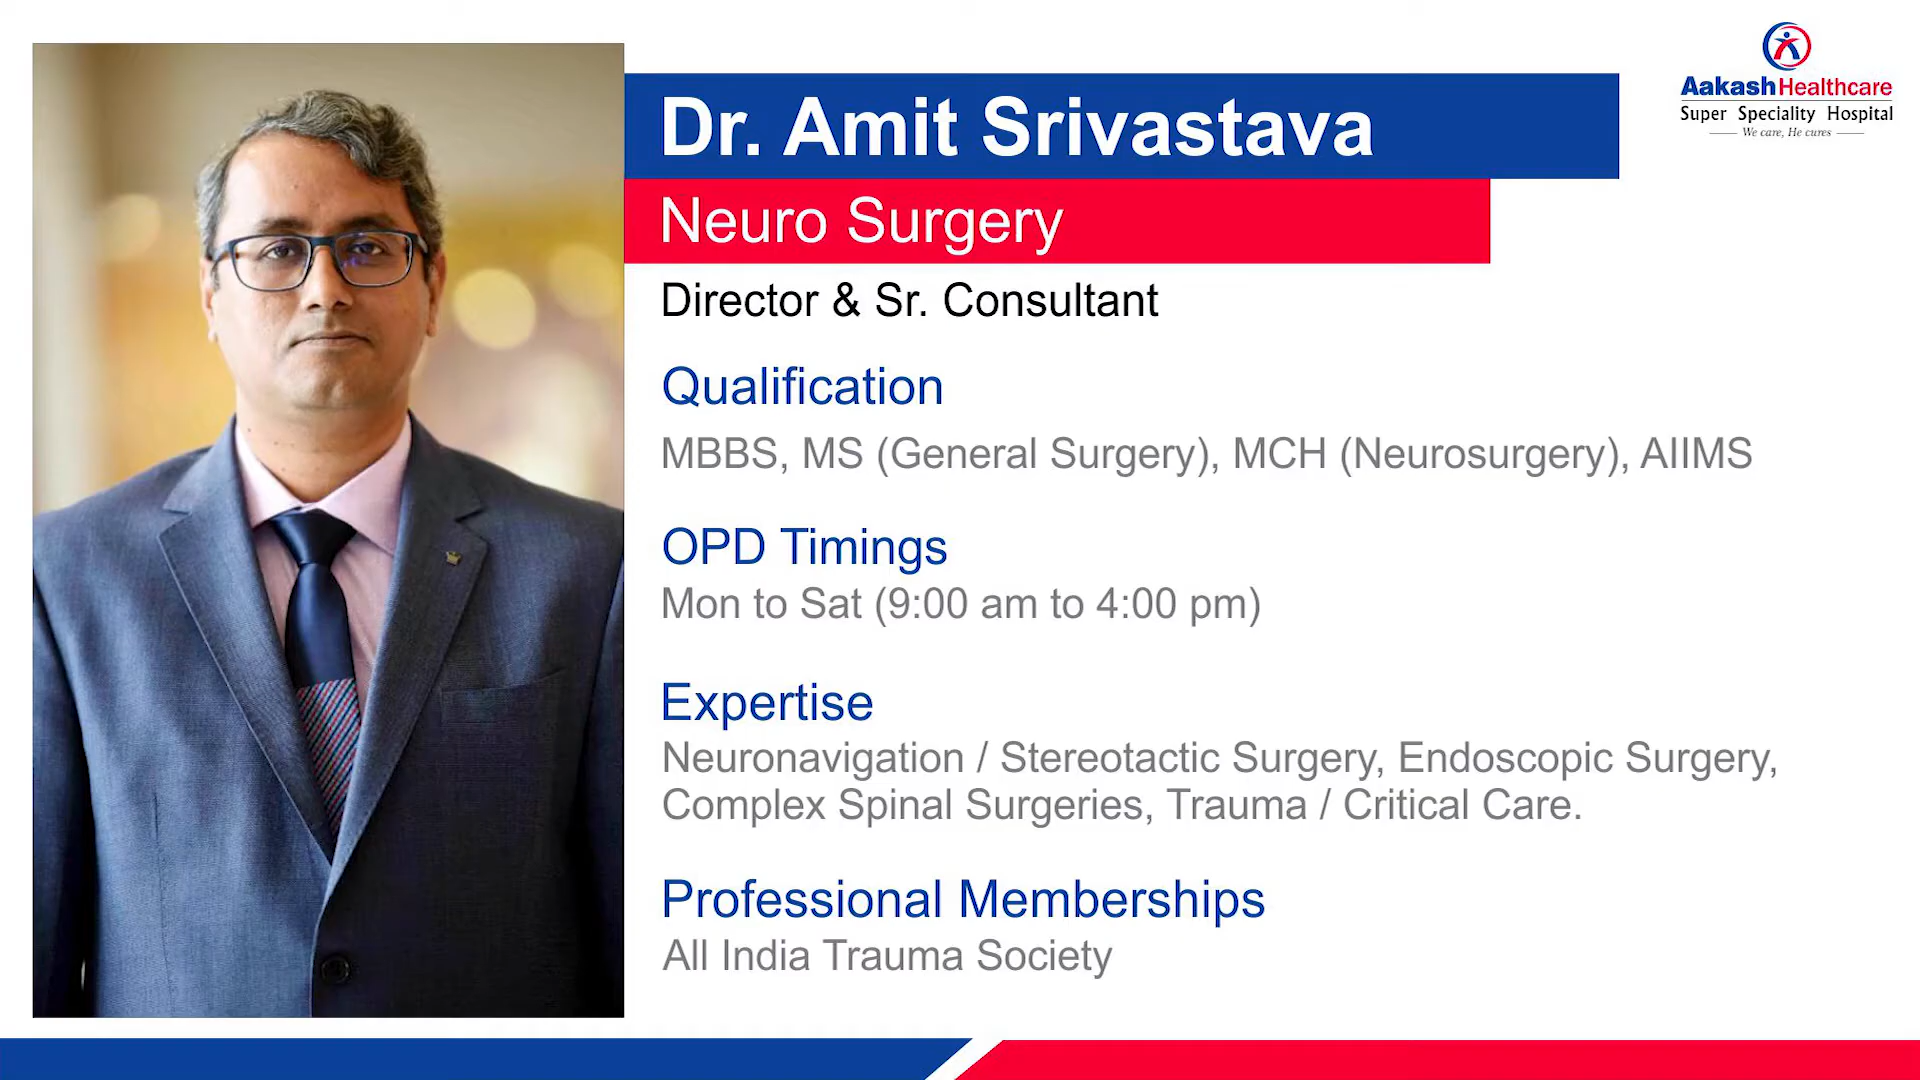 Aakash Healthcare
Super Speciality Hospital
We care, He cures
Dr. Amit Srivastava
Neuro Surgery
Director & Sr. Consultant
Qualification
MBBS, MS (General Surgery), MCH (Neurosurgery), AIIMS
OPD Timings
Mon to Sat (9:00 am to 4:00 pm)
Expertise
Neuronavigation / Stereotactic Surgery, Endoscopic Surgery,
Complex Spinal Surgeries, Trauma / Critical Care.
Professional Memberships
All India Trauma Society